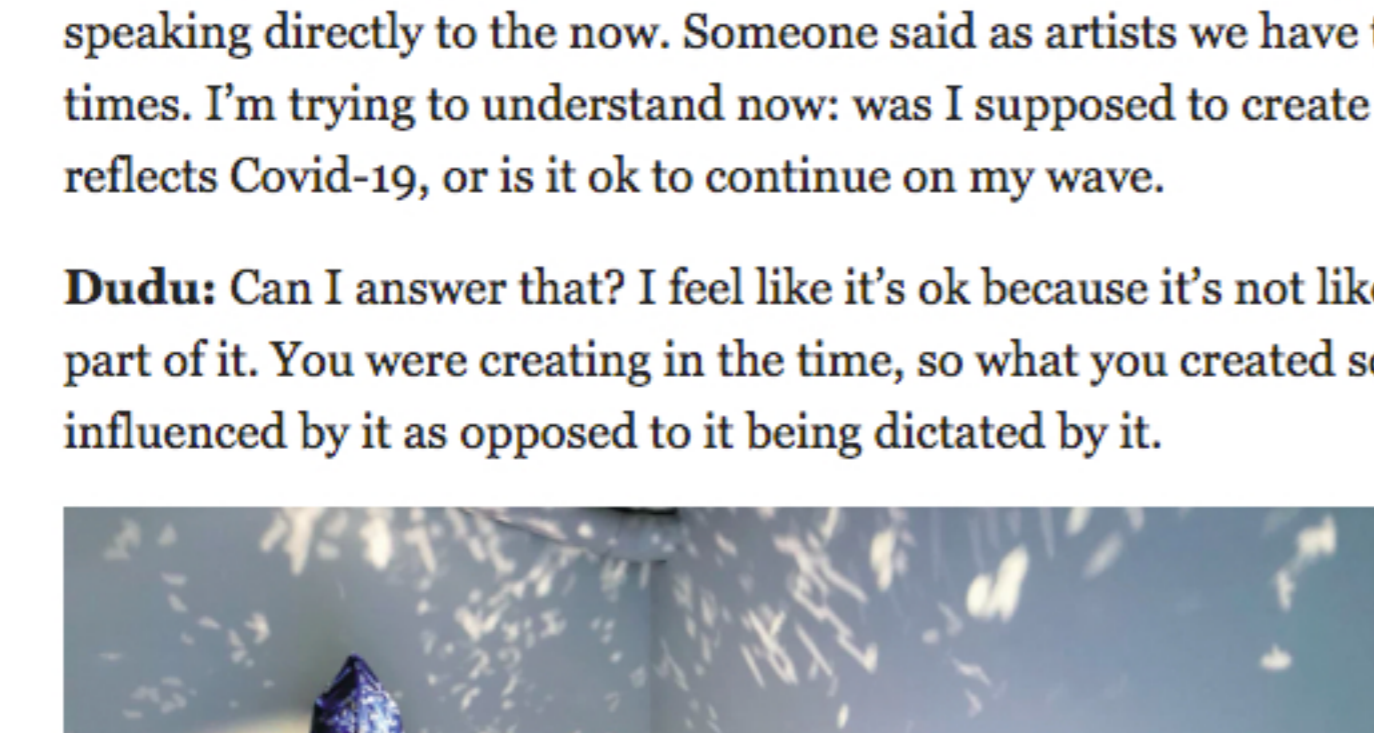 speaking directly to the now. Someone said as artists we have
times. I’m trying to understand now: was I supposed to create
reflects Covid-19, or is it ok to continue on my wave.
Dudu: Can I answer that? I feel like it’s ok because it’s not
part of it. You were creating in the time, so what you created
influenced by it as opposed to it being dictated by it.